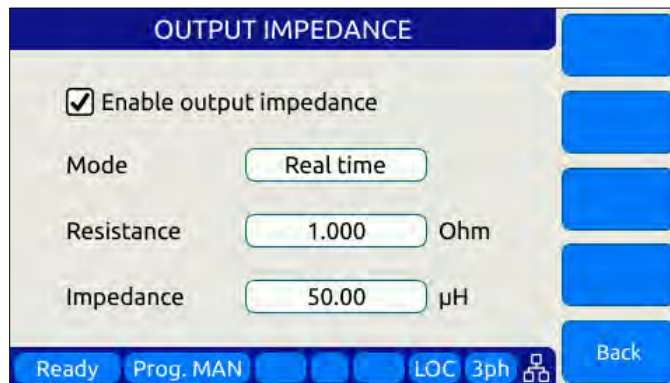 OUTPUT IMPEDANCE
Enable output impedance
Mode Real time
Resistance 1.000 Ohm
Impedance 50.00 µH
Back
Ready Prog. MAN LOC 3ph